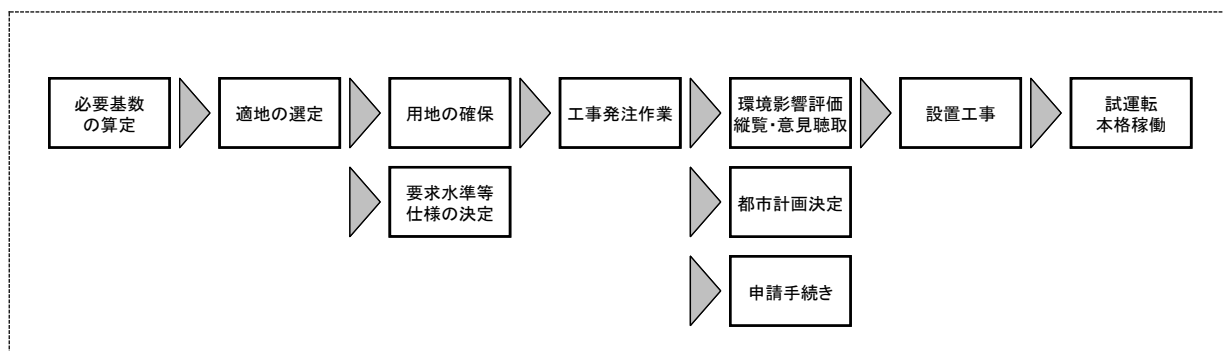 必要基数
の算定
適地の選定
用地の確保
工事発注作業
環境影響評価
縦覧・意見聴取
設置工事
試運転
本格稼働
要求水準等
仕様の決定
都市計画決定
申請手続き